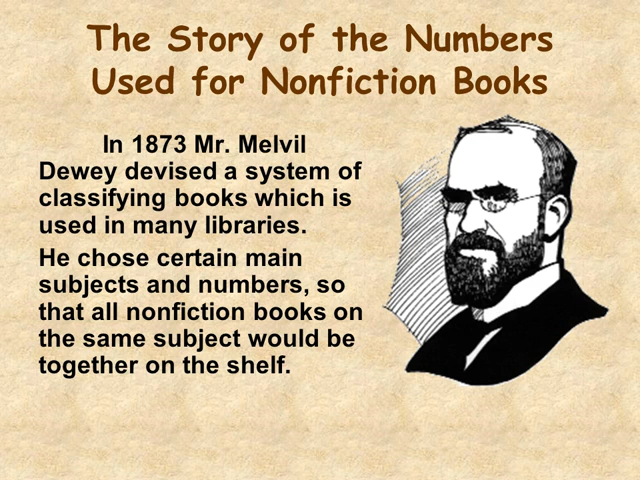 The Story of the Numbers
Used for Nonfiction Books
In 1873 Mr. Melvil
Dewey devised a system of
classifying books which is
used in many libraries.
He chose certain main
subjects and numbers, so
that all nonfiction books on
the same subject would be
together on the shelf.